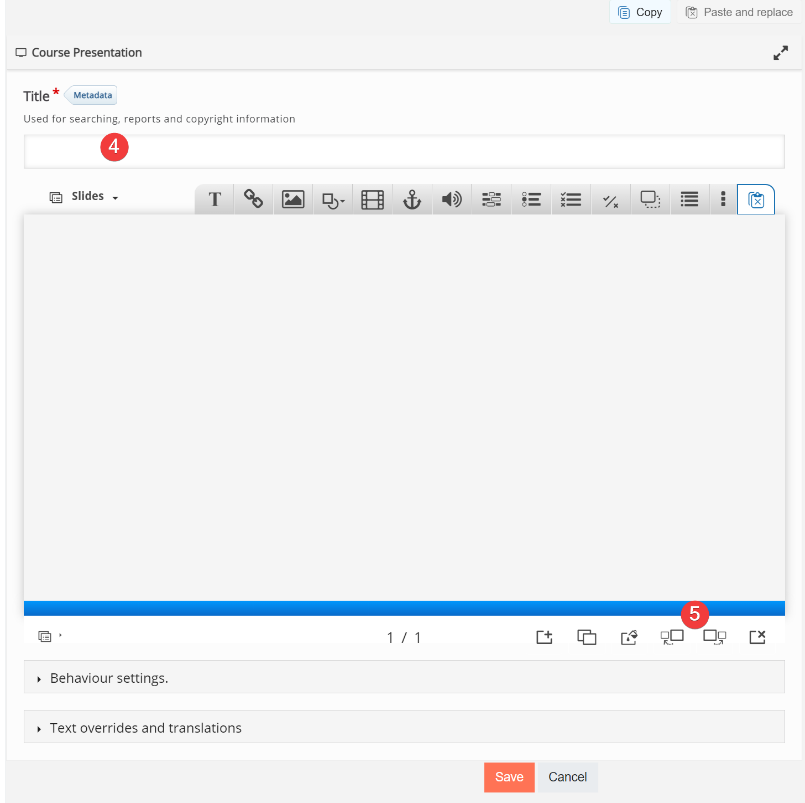 Copy Paste and replace
Course Presentation
Title * Metadata
Used for searching, reports and copyright information
4
Slides T
5
1 / 1
Behaviour settings.
Text overrides and translations
Save Cancel